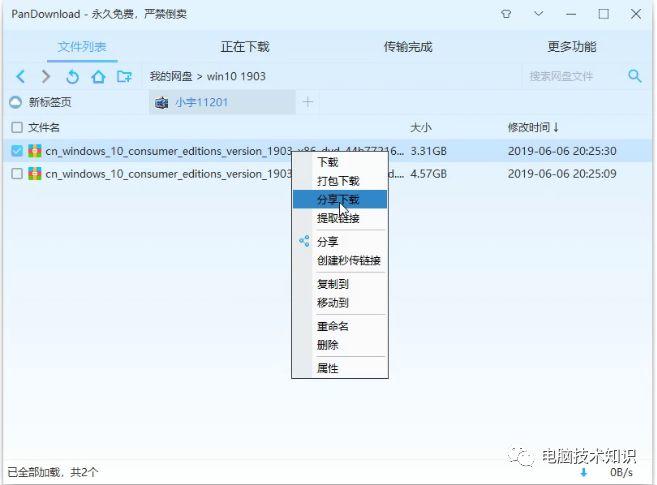 PanDownload - 永久免费，严禁倒卖
文件列表 正在下载 传输完成 更多功能
我的网盘 > win10 1903 搜索网盘文件
新标签页 小宇11201
文件名 大小 修改时间↓
cn_windows_10_consumer_editions_version_1903_x86_dvd_44b77216... 3.31GB 2019-06-06 20:25:30
cn_windows_10_consumer_editions_version_1903 d.... 4.57GB 2019-06-06 20:25:09
下载
打包下载
分享下载
提取链接
分享
创建秒传链接
复制到
移动到
重命名
删除
属性
电脑技术知识
已全部加载，共2个 0B/s